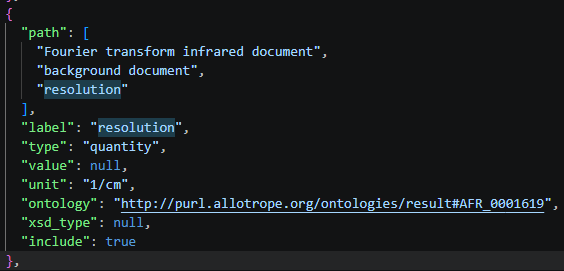 {
"path": [
"Fourier transform infrared document",
"background document",
"resolution"
],
"label": "resolution",
"type": "quantity",
"value": null,
"unit": "1/cm",
"ontology": "http://purl.allotrope.org/ontologies/result#AFR_0001619",
"xsd_type": null,
"include": true
},